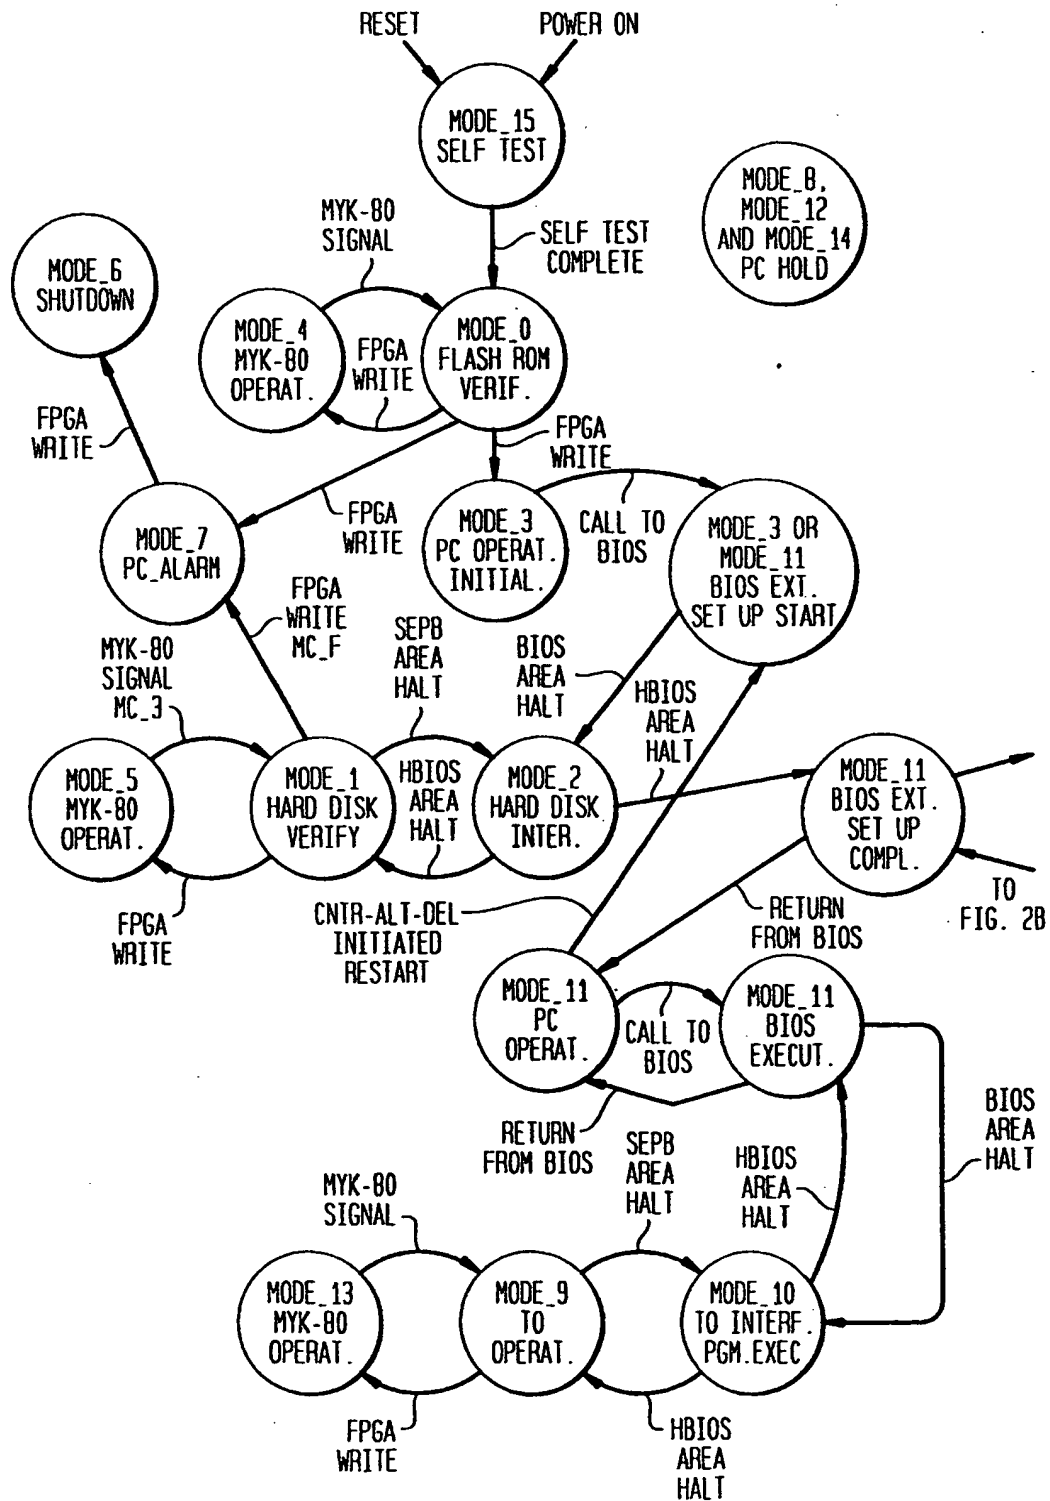 RESET
POWER ON
MODE_15
SELF TEST
MODE_8,
MODE_12
AND MODE_14
PC HOLD
MYK-80
SIGNAL
SELF TEST
COMPLETE
MODE_6
SHUTDOWN
MODE_4
MYK-80
OPERAT.
FPGA
WRITE
MODE_0
FLASH ROM
VERIF.
FPGA
WRITE
FPGA
WRITE
FPGA
WRITE
MODE_7
PC_ALARM
MODE_3
PC OPERAT.
INITIAL.
CALL TO
BIOS
MODE_3 OR
MODE_11
BIOS EXT.
SET UP START
FPGA
WRITE
MC_F
MYK-80
SIGNAL
MC_3
SEPB
AREA
HALT
BIOS
AREA
HALT
HBIOS
AREA
HALT
MODE_5
MYK-80
OPERAT.
MODE_1
HARD DISK
VERIFY
HBIOS
AREA
HALT
MODE_2
HARD DISK
INTER.
MODE_11
BIOS EXT.
SET UP
COMPL.
TO
FIG. 2B
FPGA
WRITE
CNTR-ALT-DEL
INITIATED
RESTART
RETURN
FROM BIOS
MODE_11
PC
OPERAT.
CALL TO
BIOS
MODE_11
BIOS
EXECUT.
RETURN
FROM BIOS
BIOS
AREA
HALT
MYK-80
SIGNAL
SEPB
AREA
HALT
HBIOS
AREA
HALT
MODE_13
MYK-80
OPERAT.
MODE_9
TO
OPERAT.
MODE_10
TO INTERF.
PGM.EXEC
FPGA
WRITE
HBIOS
AREA
HALT